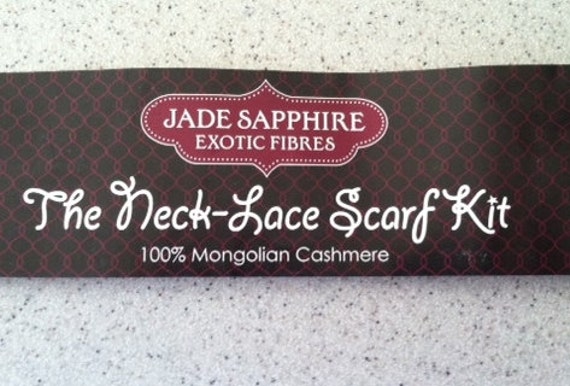 JADE SAPPHIRE
EXOTIC FIBRES
The Neck-Lace Scarf Kit
100% Mongolian Cashmere